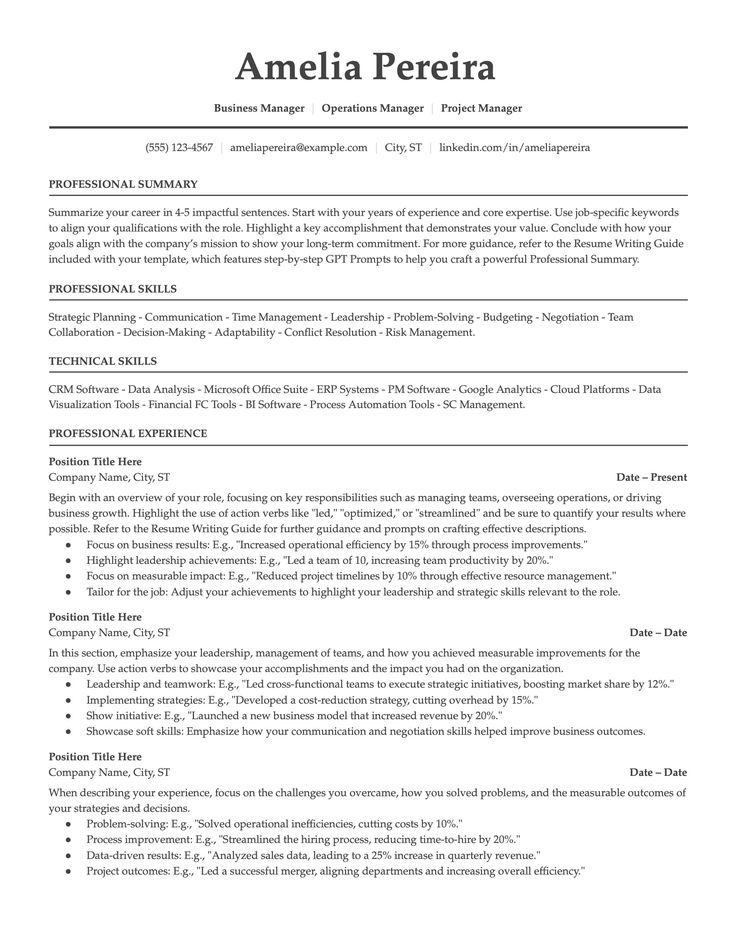 Amelia Pereira
Business Manager | Operations Manager | Project Manager
(555) 123-4567 | ameliapereira@example.com | City, ST | linkedin.com/in/ameliapereira
PROFESSIONAL SUMMARY
Summarize your career in 4-5 impactful sentences. Start with your years of experience and core expertise. Use job-specific keywords
to align your qualifications with the role. Highlight a key accomplishment that demonstrates your value. Conclude with how your
goals align with the company’s mission to show your long-term commitment. For more guidance, refer to the Resume Writing Guide
included with your template, which features step-by-step GPT Prompts to help you craft a powerful Professional Summary.
PROFESSIONAL SKILLS
Strategic Planning - Communication - Time Management - Leadership - Problem-Solving - Budgeting - Negotiation - Team
Collaboration - Decision-Making - Adaptability - Conflict Resolution - Risk Management.
TECHNICAL SKILLS
CRM Software - Data Analysis - Microsoft Office Suite - ERP Systems - PM Software - Google Analytics - Cloud Platforms - Data
Visualization Tools - Financial FC Tools - BI Software - Process Automation Tools - SC Management.
PROFESSIONAL EXPERIENCE
Position Title Here
Company Name, City, ST Date – Present
Begin with an overview of your role, focusing on key responsibilities such as managing teams, overseeing operations, or driving
business growth. Highlight the use of action verbs like "led," "optimized," or "streamlined" and be sure to quantify your results where
possible. Refer to the Resume Writing Guide for further guidance and prompts on crafting effective descriptions.
● Focus on business results: E.g., "Increased operational efficiency by 15% through process improvements."
● Highlight leadership achievements: E.g., "Led a team of 10, increasing team productivity by 20%."
● Focus on measurable impact: E.g., "Reduced project timelines by 10% through effective resource management."
● Tailor for the job: Adjust your achievements to highlight your leadership and strategic skills relevant to the role.
Position Title Here
Company Name, City, ST Date – Date
In this section, emphasize your leadership, management of teams, and how you achieved measurable improvements for the
company. Use action verbs to showcase your accomplishments and the impact you had on the organization.
● Leadership and teamwork: E.g., "Led cross-functional teams to execute strategic initiatives, boosting market share by 12%."
● Implementing strategies: E.g., "Developed a cost-reduction strategy, cutting overhead by 15%."
● Show initiative: E.g., "Launched a new business model that increased revenue by 20%."
● Showcase soft skills: Emphasize how your communication and negotiation skills helped improve business outcomes.
Position Title Here
Company Name, City, ST Date – Date
When describing your experience, focus on the challenges you overcame, how you solved problems, and the measurable outcomes of
your strategies and decisions.
● Problem-solving: E.g., "Solved operational inefficiencies, cutting costs by 10%."
● Process improvement: E.g., "Streamlined the hiring process, reducing time-to-hire by 20%."
● Data-driven results: E.g., "Analyzed sales data, leading to a 25% increase in quarterly revenue."
● Project outcomes: E.g., "Led a successful merger, aligning departments and increasing overall efficiency."